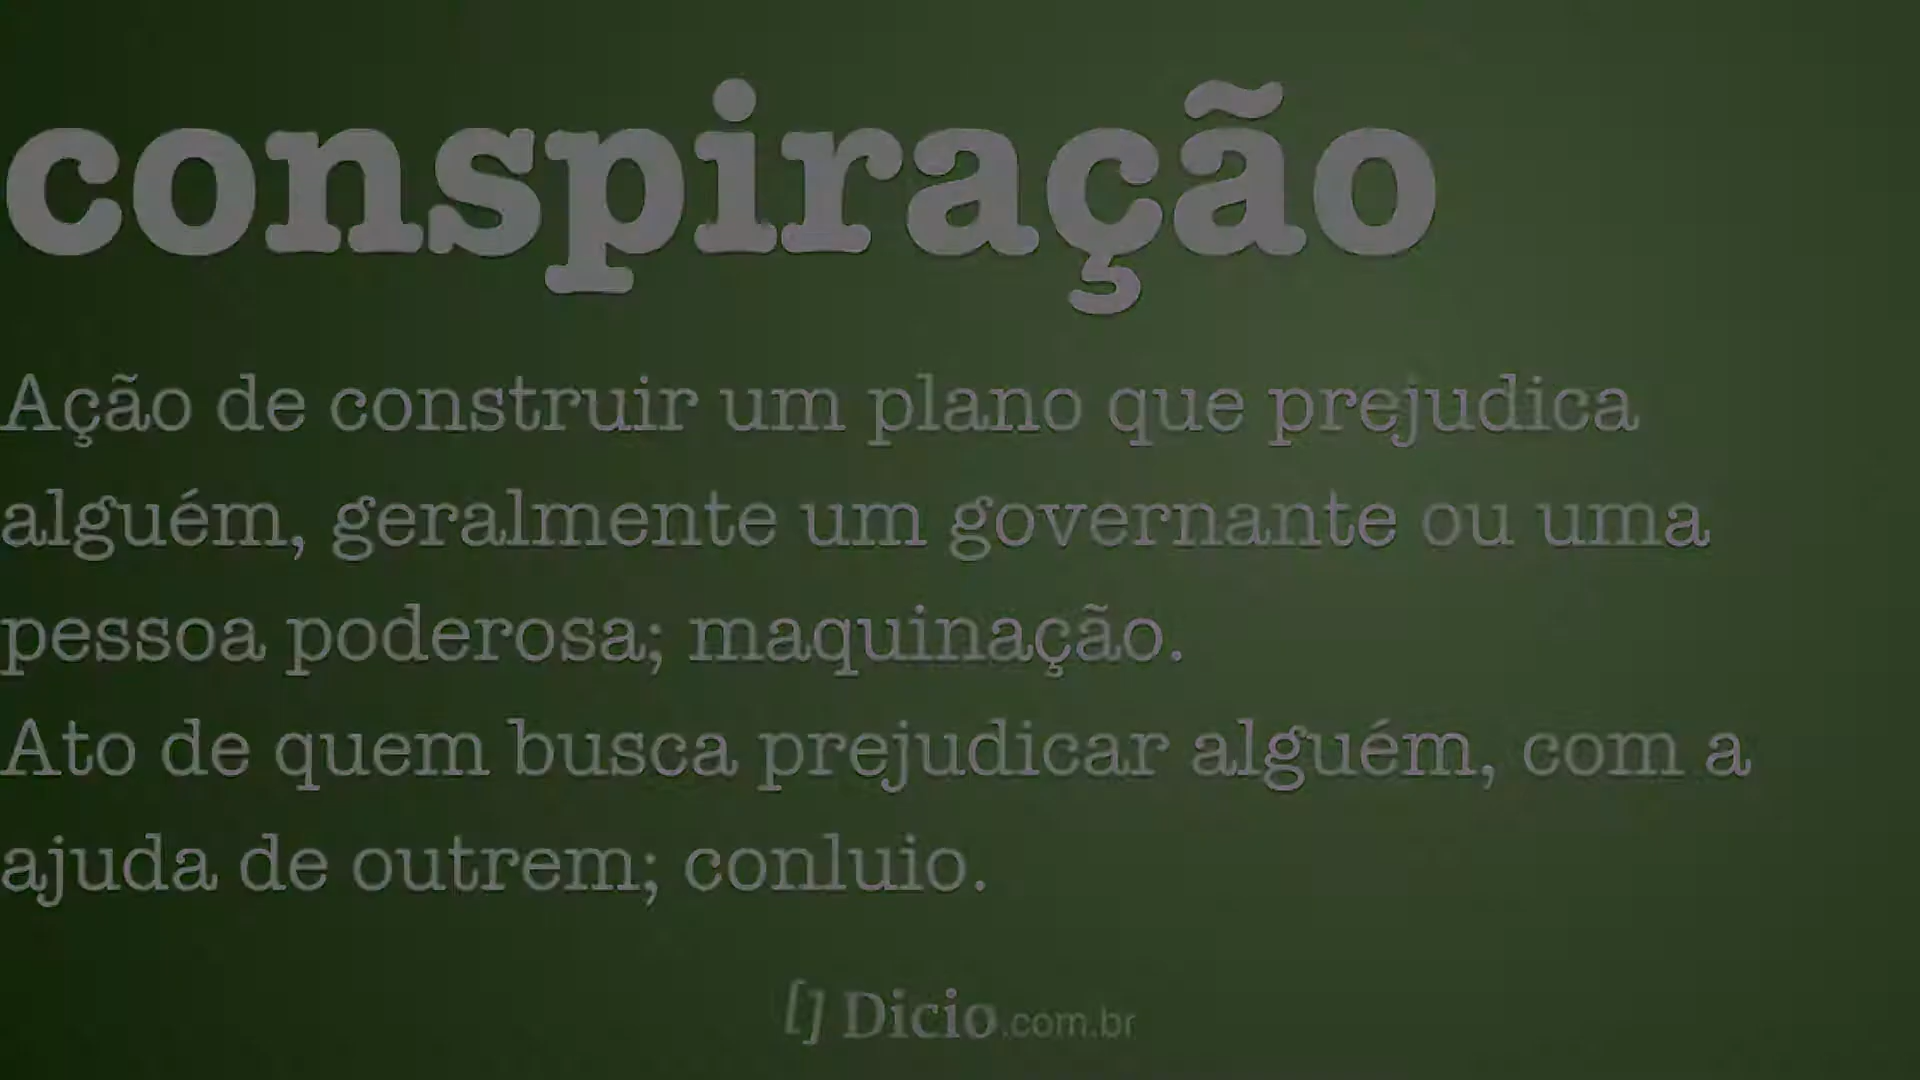 conspiração
Ação de construir um plano que prejudica
alguém, geralmente um governante ou uma
pessoa poderosa; maquinação.
Ato de quem busca prejudicar alguém, com a
ajuda de outrem; conluio.
[] Dicio.com.br